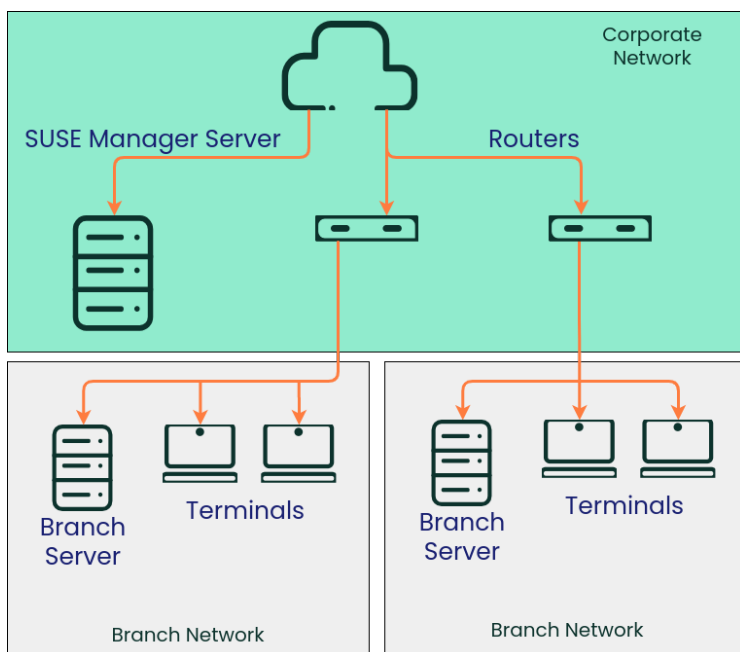 Corporate
Network
SUSE Manager Server
Routers
Terminals
Branch
Server
Branch Network
Terminals
Branch
Server
Branch Network